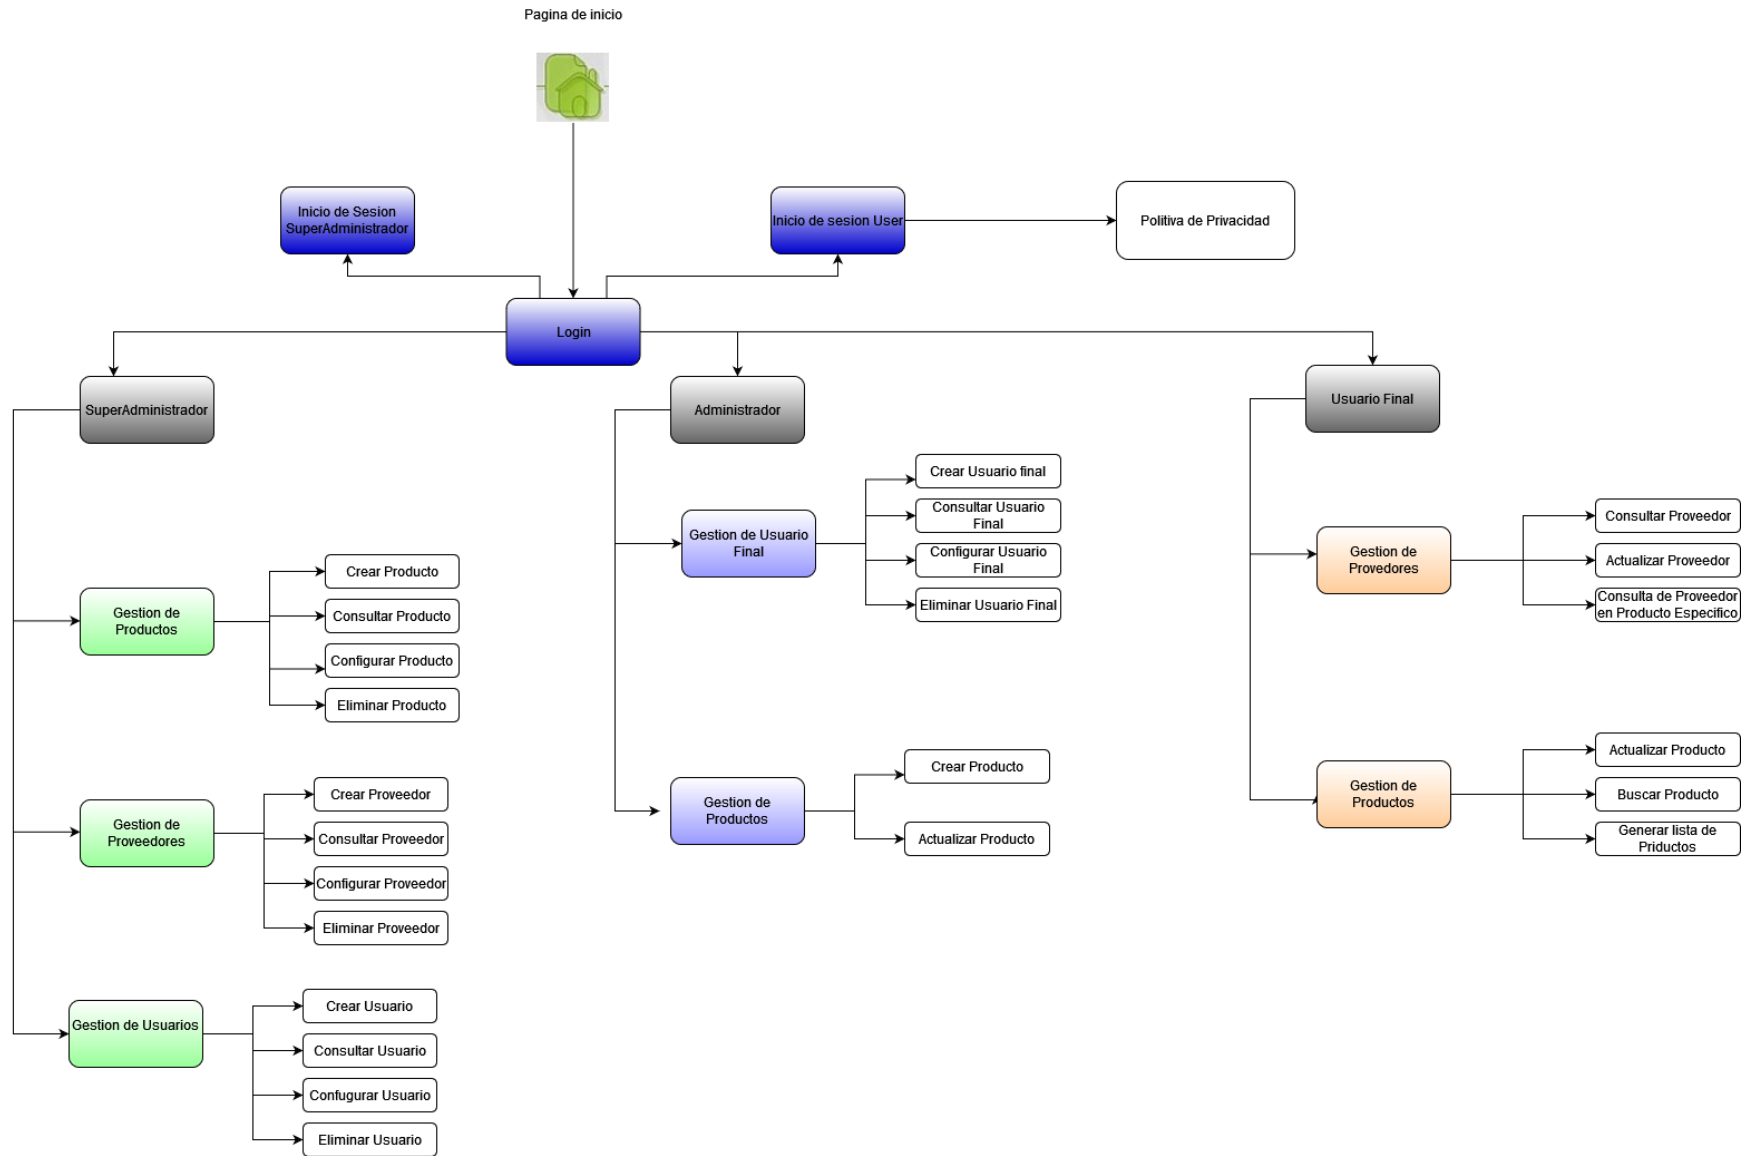 Pagina de inicio
Inicio de Sesion
SuperAdministrador
Inicio de sesion User
Politiva de Privacidad
Login
SuperAdministrador
Administrador
Usuario Final
Gestion de
Productos
Crear Producto
Consultar Producto
Configurar Producto
Eliminar Producto
Gestion de
Proveedores
Crear Proveedor
Consultar Proveedor
Configurar Proveedor
Eliminar Proveedor
Gestion de Usuarios
Crear Usuario
Consultar Usuario
Confugurar Usuario
Eliminar Usuario
Gestion de Usuario
Final
Crear Usuario final
Consultar Usuario
Final
Configurar Usuario
Final
Eliminar Usuario Final
Gestion de
Productos
Crear Producto
Actualizar Producto
Gestion de
Provedores
Consultar Proveedor
Actualizar Proveedor
Consulta de Proveedor
en Producto Especifico
Gestion de
Productos
Actualizar Producto
Buscar Producto
Generar lista de
Priductos